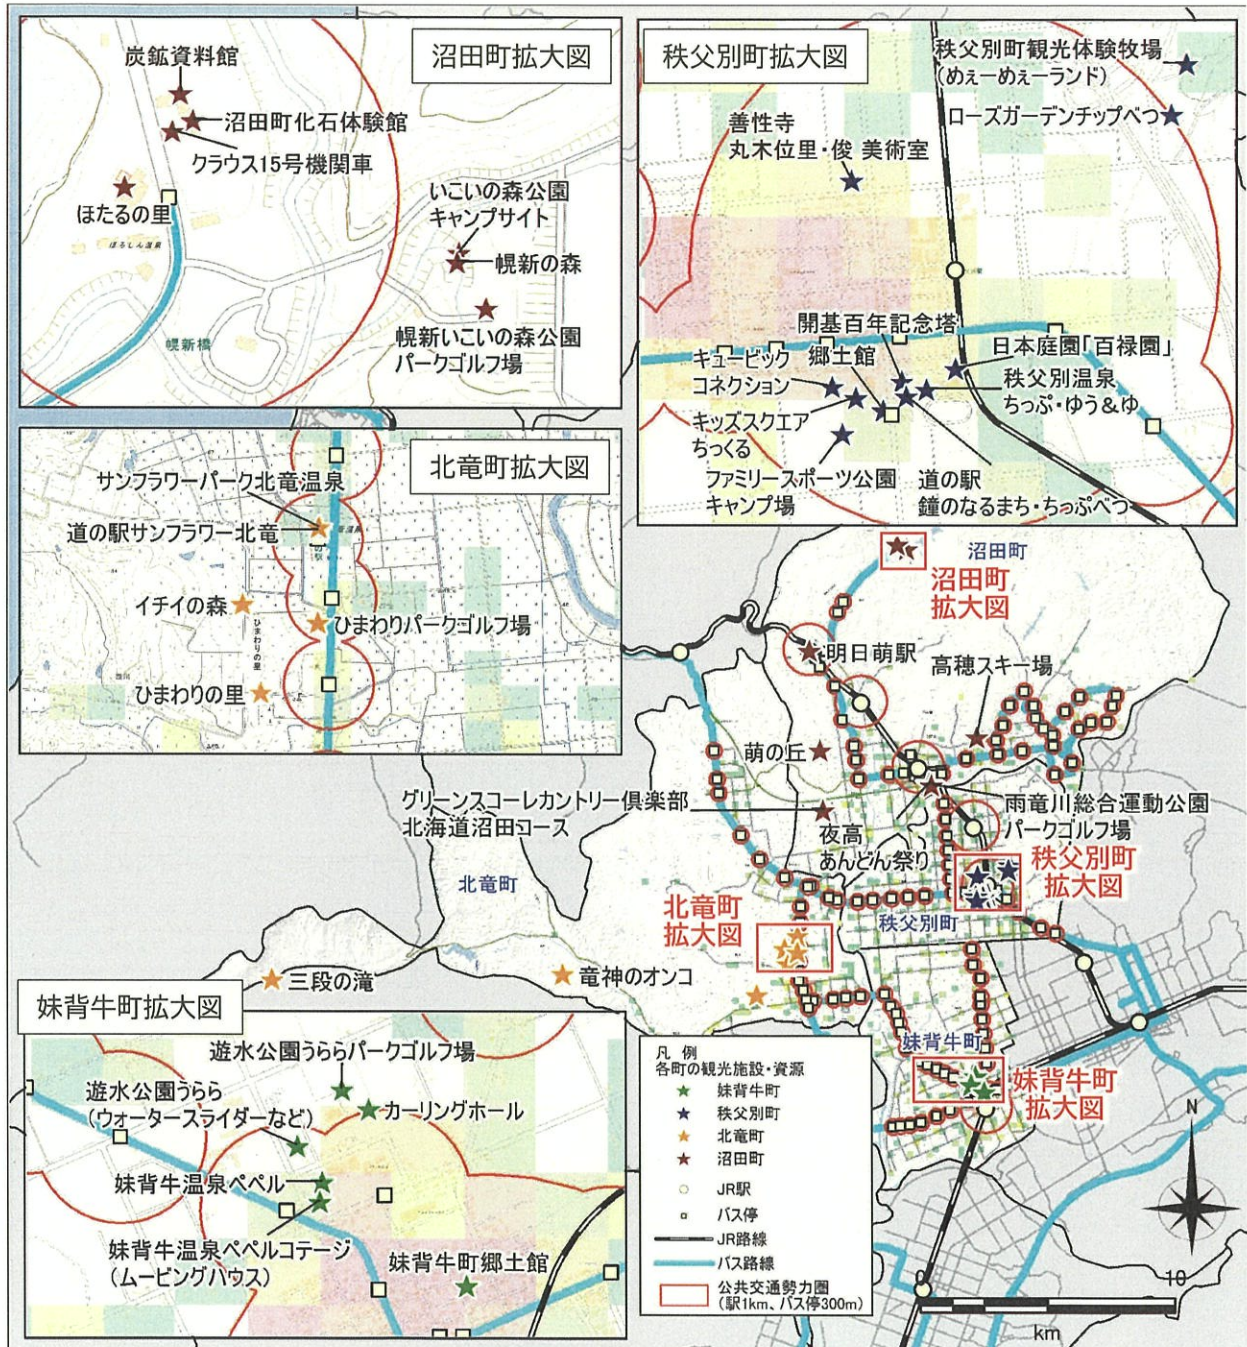 沼田町拡大図
炭鉱資料館
沼田町化石体験館
クラウス15号機関車
ほたるの里
ほろしん温泉
いこいの森公園
キャンプサイト
幌新の森
幌新いこいの森公園
パークゴルフ場
幌新橋
秩父別町拡大図
秩父別町観光体験牧場
(めぇーめぇーランド)
ローズガーデンチップべつ
善性寺
丸木位里・俊 美術室
開基百年記念塔
キュービック
コネクション
郷土館
日本庭園「百禄園」
秩父別温泉
ちっぷ・ゆう&ゆ
キッズスクエア
ちっくる
ファミリースポーツ公園
キャンプ場
道の駅
鐘のなるまち・ちっぷべつ
北竜町拡大図
サンフラワーパーク北竜温泉
道の駅サンフラワー北竜
イチイの森
ひまわりの里
ひまわりパークゴルフ場
ひまわりの里
沼田町
沼田町
拡大図
明日萌駅
高穂スキー場
萌の丘
グリーンスコーレカントリー倶楽部
北海道沼田コース
夜高
あんどん祭り
雨竜川総合運動公園
パークゴルフ場
秩父別町
拡大図
北竜町
北竜町
拡大図
秩父別町
三段の滝
竜神のオンコ
妹背牛町
妹背牛町
拡大図
妹背牛町拡大図
遊水公園うららパークゴルフ場
遊水公園うらら
(ウォータースライダーなど)
カーリングホール
妹背牛温泉ペペル
妹背牛温泉ペペルコテージ
(ムービングハウス)
妹背牛町郷土館
凡 例
各町の観光施設・資源
妹背牛町
秩父別町
北竜町
沼田町
JR駅
バス停
JR路線
バス路線
公共交通勢力圏
(駅1km、バス停300m)
N
0
10
km